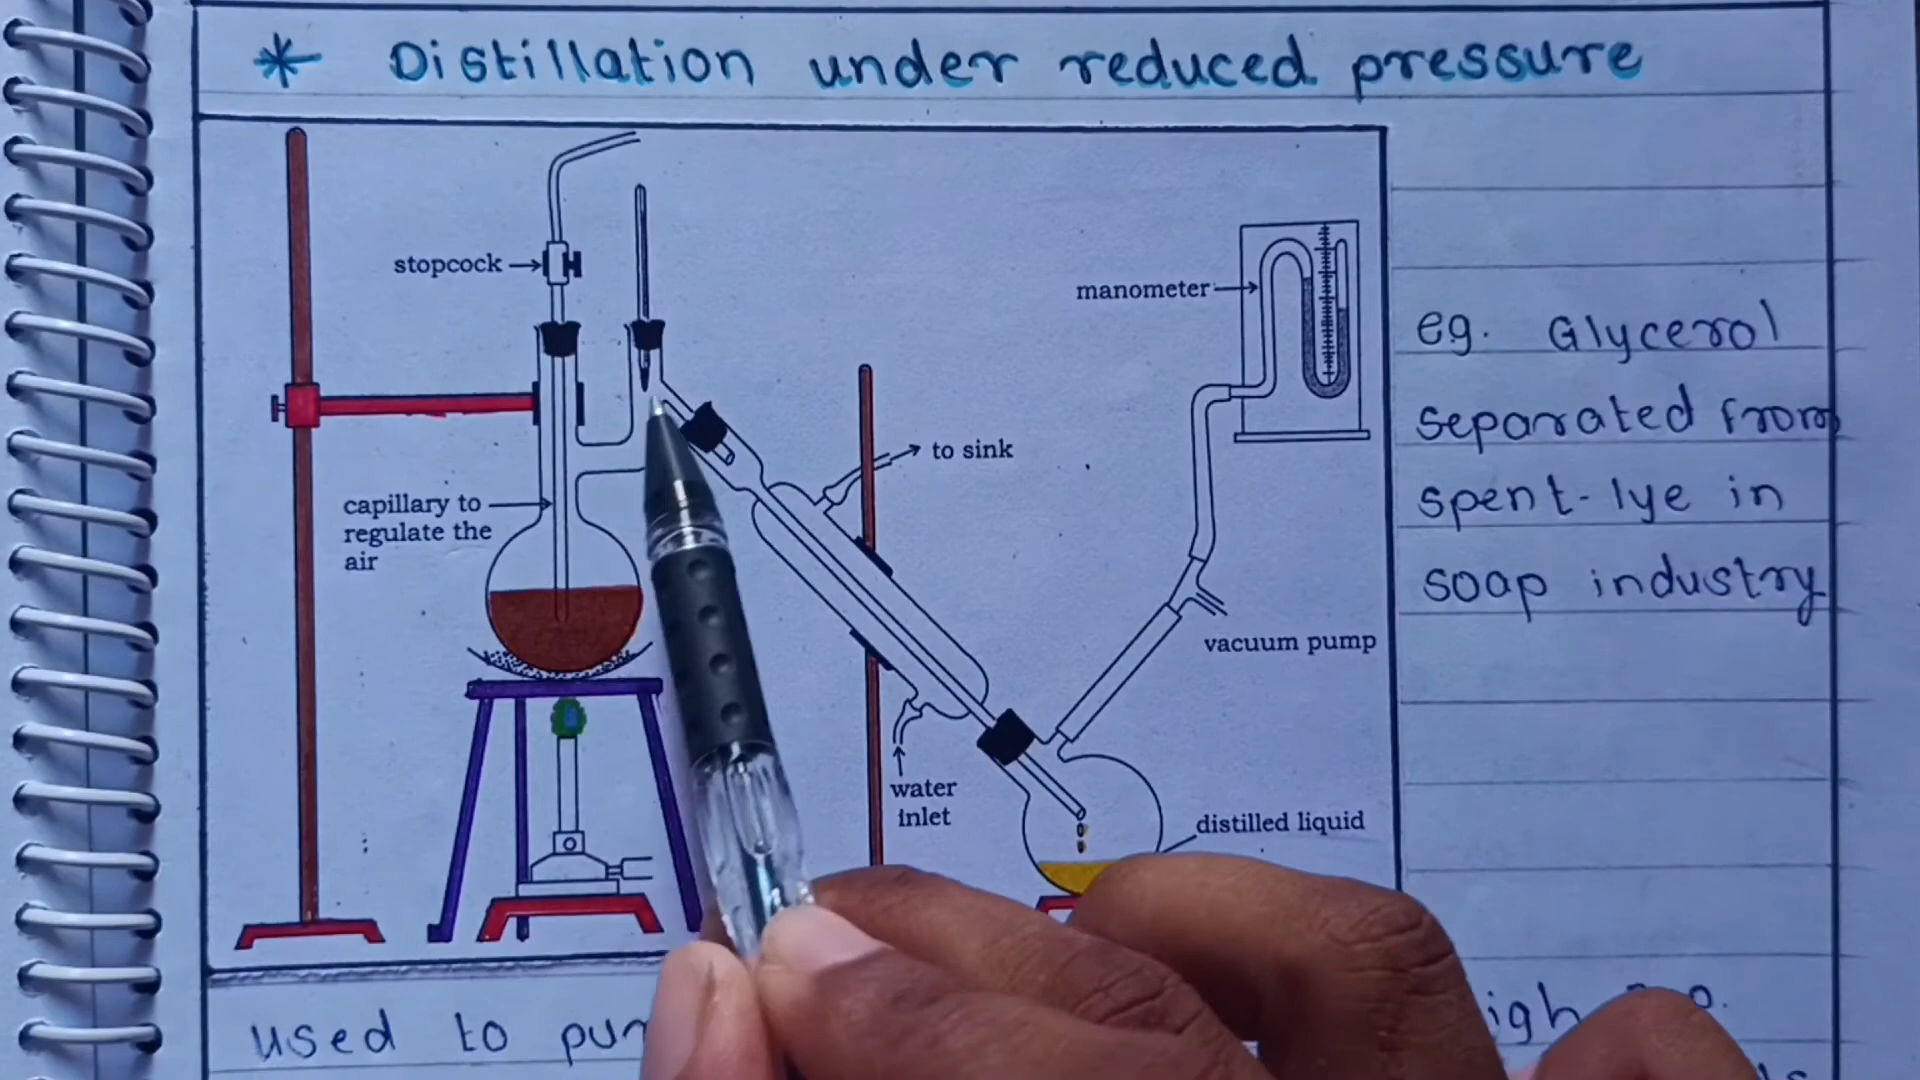 * Distillation under reduced pressure
stopcock
manometer
to sink
capillary to
regulate the
air
vacuum pump
water
inlet
distilled liquid
eg. Glycerol
separated from
spent-lye in
soap industry
used to